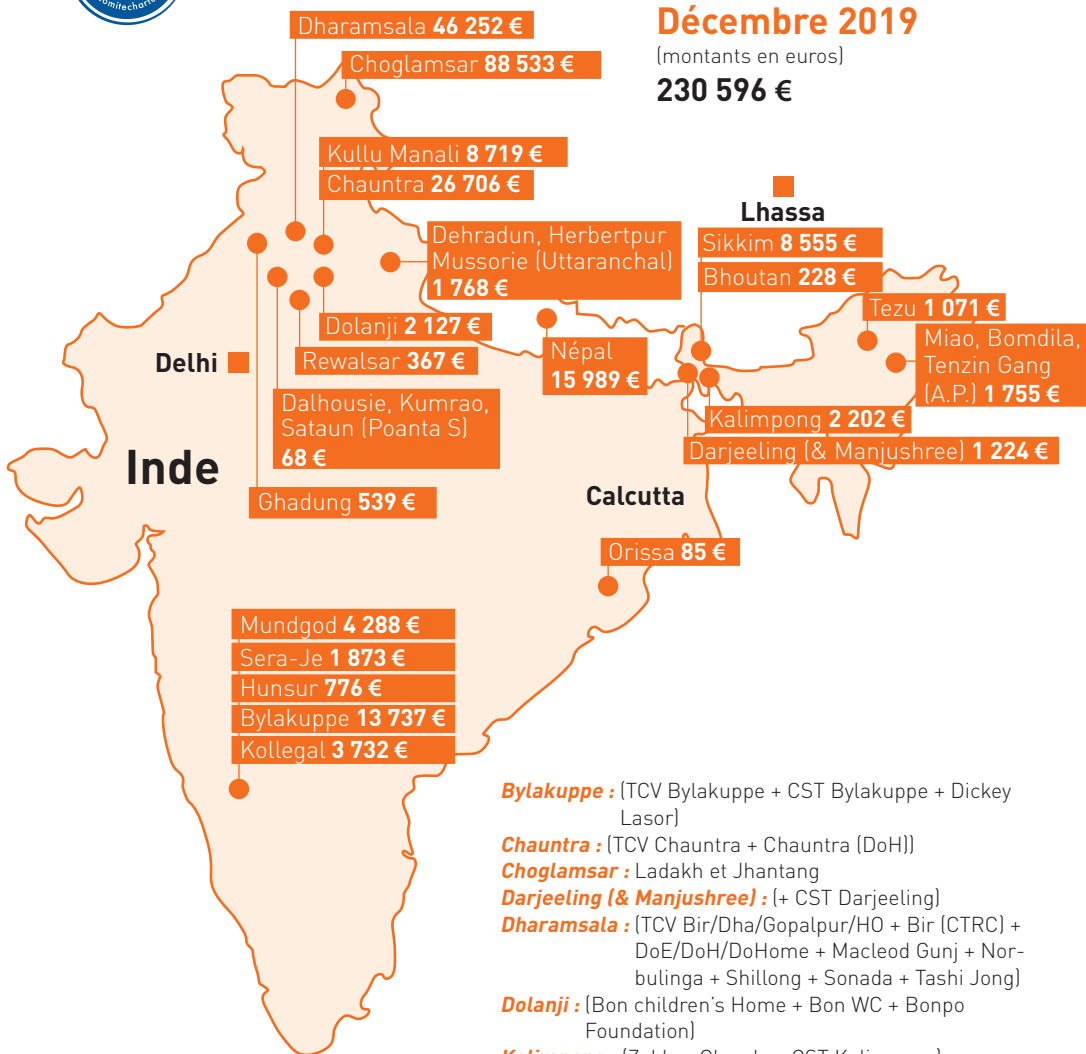 comitechart
Décembre 2019
(montants en euros)
230 596 €
Dharamsala 46 252 €
Choglamsar 88 533 €
Kullu Manali 8 719 €
Chauntra 26 706 €
Lhassa
Dehradun, Herbertpur
Mussorie (Uttaranchal)
1 768 €
Sikkim 8 555 €
Bhoutan 228 €
Tezu 1 071 €
Miao, Bomdila,
Tenzin Gang
(A.P.) 1 755 €
Dolanji 2 127 €
Rewalsar 367 €
Népal
15 989 €
Delhi
Dalhousie, Kumrao,
Sataun (Poanta S)
68 €
Kalimpong 2 202 €
Darjeeling (& Manjushree) 1 224 €
Inde
Ghadung 539 €
Calcutta
Orissa 85 €
Mundgod 4 288 €
Sera-Je 1 873 €
Hunsur 776 €
Bylakuppe 13 737 €
Kollegal 3 732 €
Bylakuppe : (TCV Bylakuppe + CST Bylakuppe + Dickey
Lasor)
Chauntra : (TCV Chauntra + Chauntra (DoH))
Choglamsar : Ladakh et Jhantang
Darjeeling (& Manjushree) : (+ CST Darjeeling)
Dharamsala : (TCV Bir/Dha/Gopalpur/HO + Bir (CTRC) +
DoE/DoH/DoHome + Macleod Gunj + Nor-
bulinga + Shillong + Sonada + Tashi Jong)
Dolanji : (Bon children's Home + Bon WC + Bonpo
Foundation)